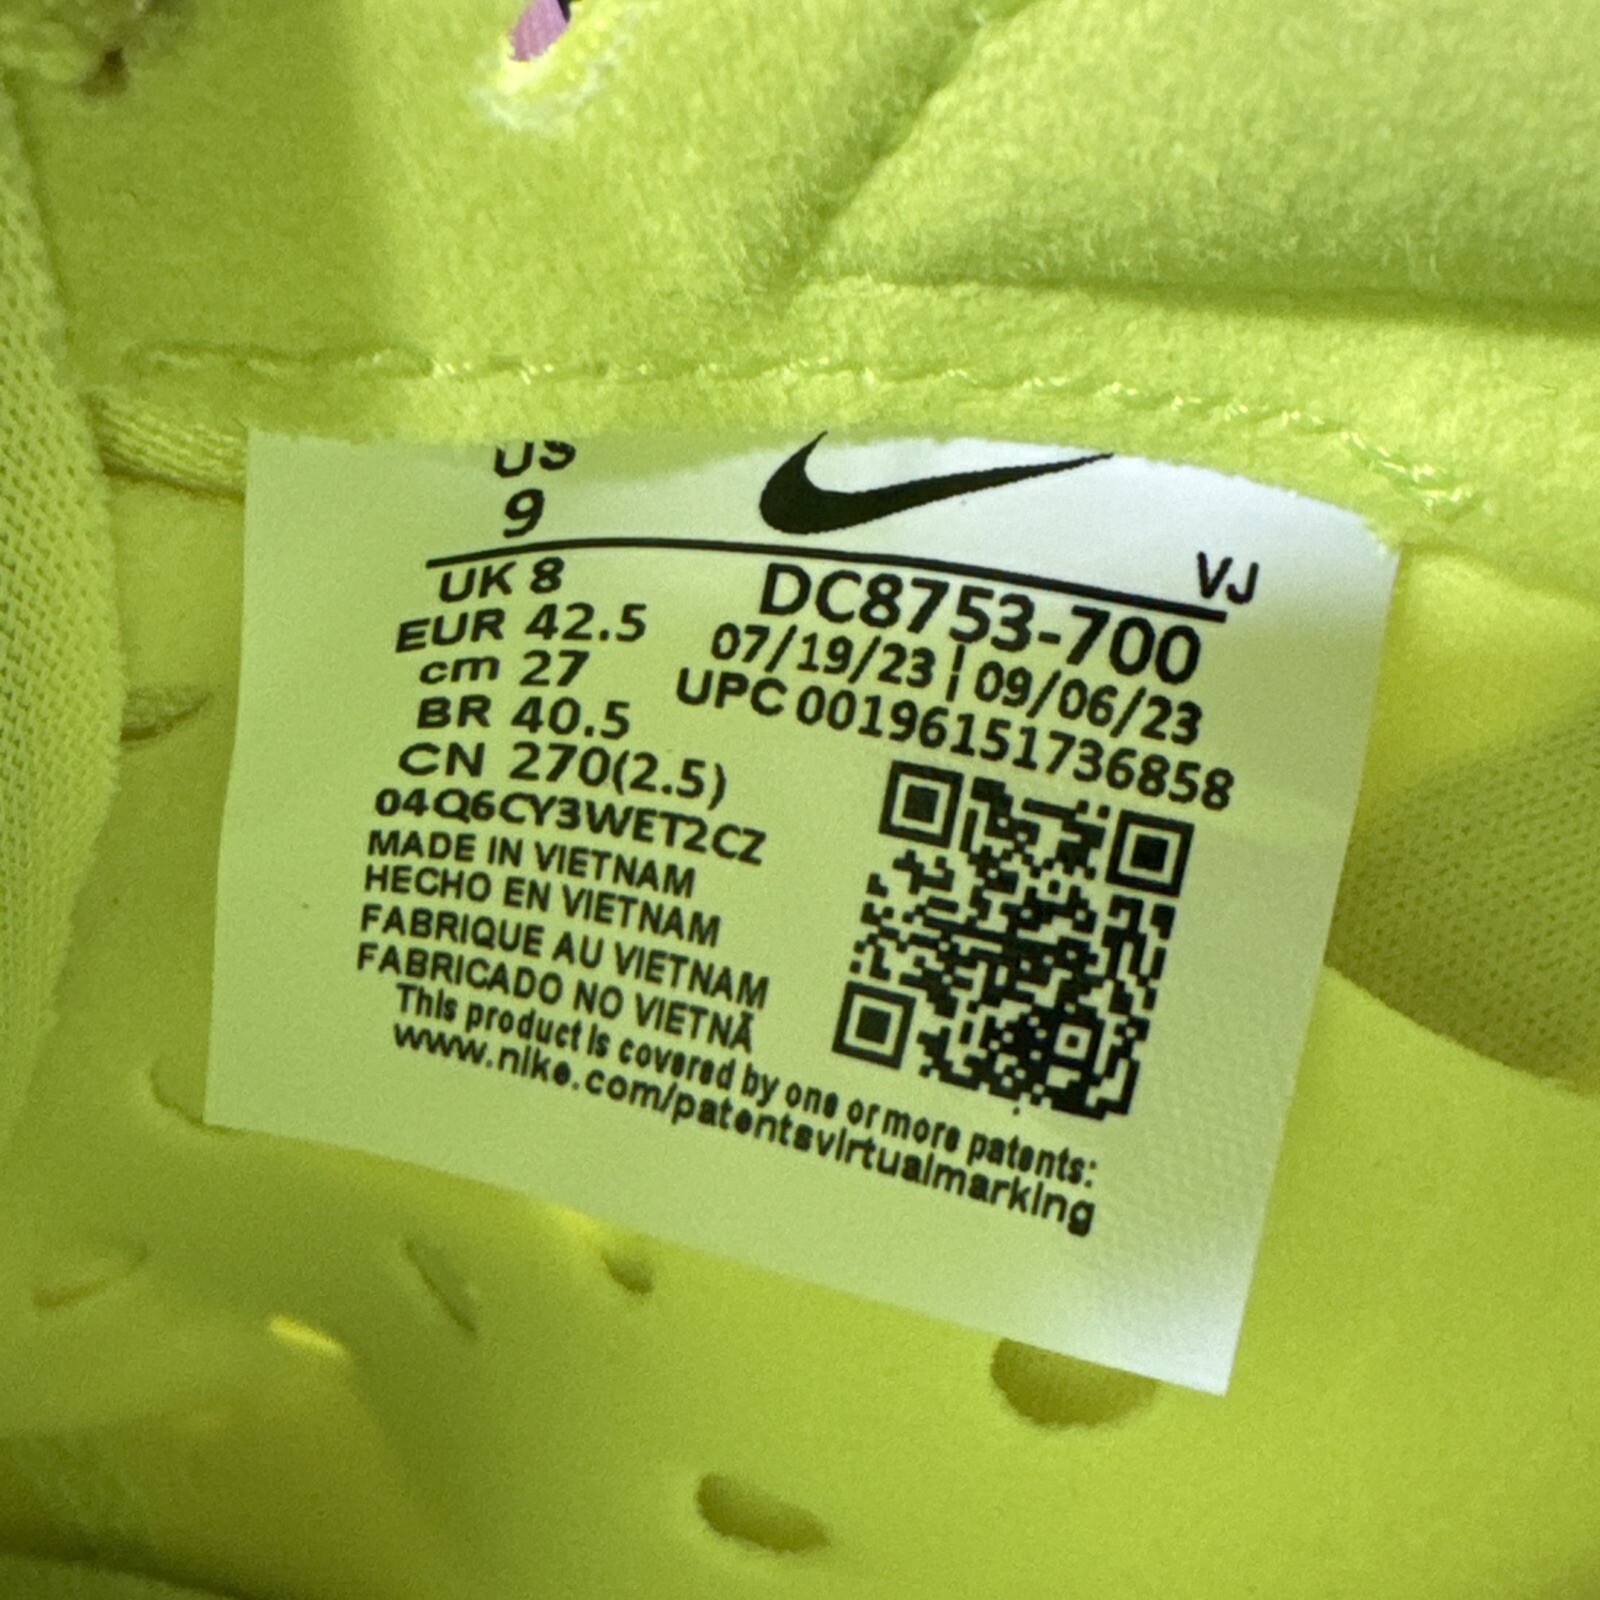 US
9
VJ
UK 8
EUR 42.5
cm 27
BR 40.5
CN 270(2.5)
DC8753-700
07/19/23 | 09/06/23
UPC 00196151736858
04Q6CY3WET2CZ
MADE IN VIETNAM
HECHO EN VIETNAM
FABRIQUE AU VIETNAM
FABRICADO NO VIETNÃ
This product is covered by one or more patents:
www.nike.com/patentsvirtualmarking